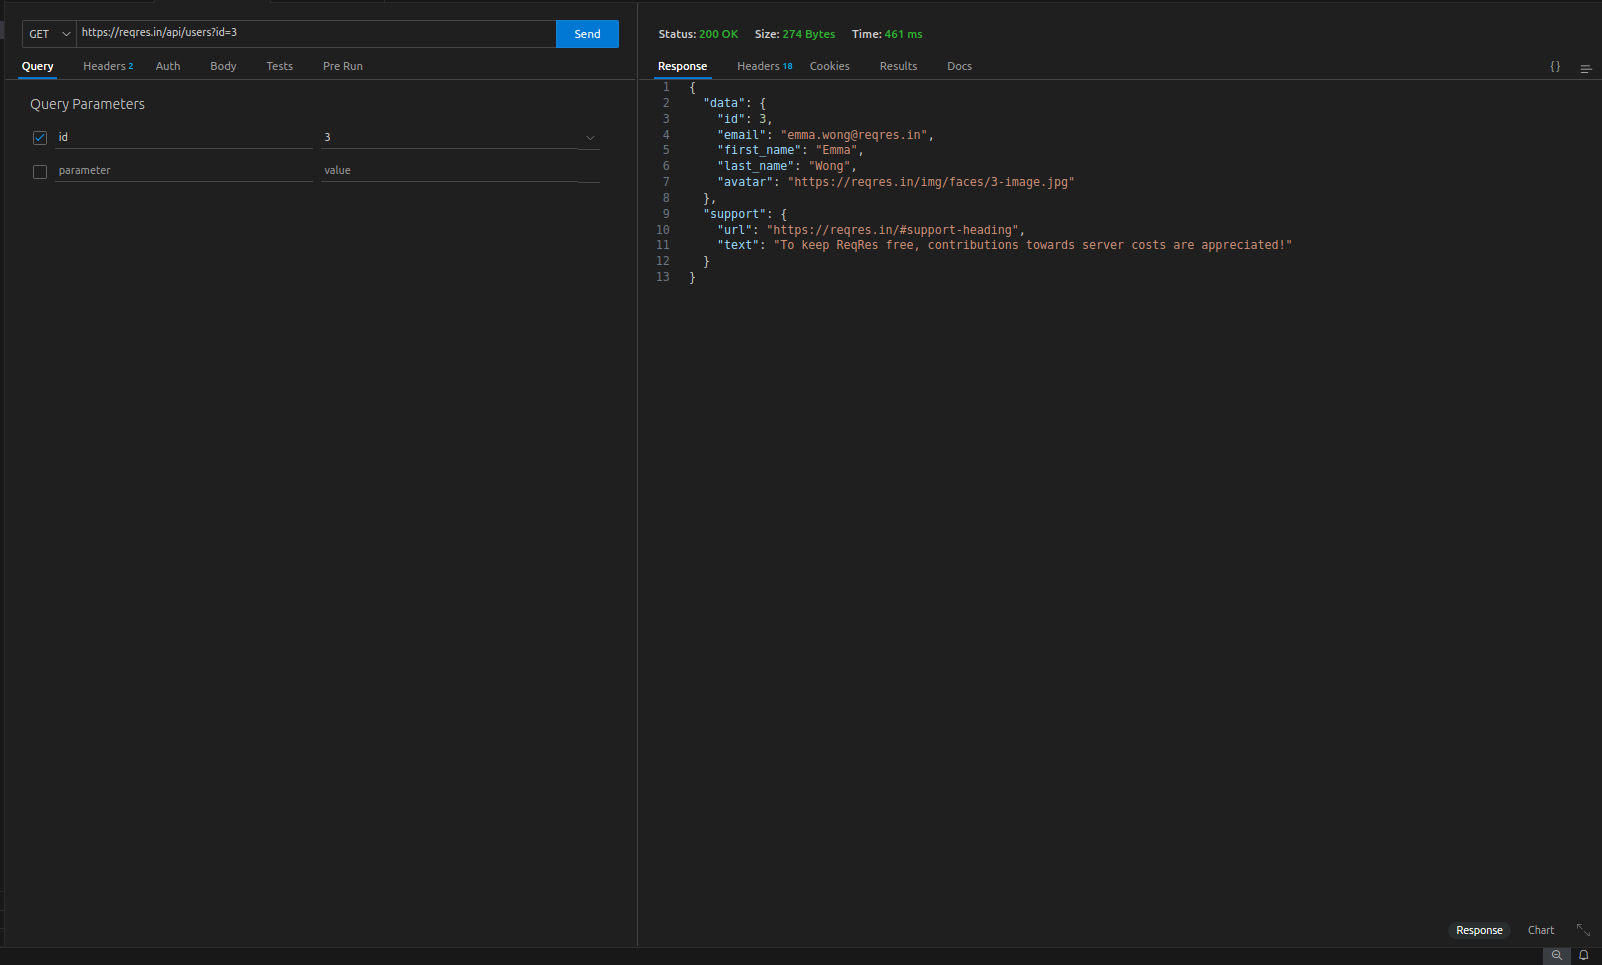 GET https://reqres.in/api/users?id=3 Send
Query Headers 2 Auth Body Tests Pre Run
Query Parameters
id 3
parameter value
Status: 200 OK Size: 274 Bytes Time: 461 ms
Response Headers 18 Cookies Results Docs {}
1 {
2 "data": {
3 "id": 3,
4 "email": "emma.wong@reqres.in",
5 "first_name": "Emma",
6 "last_name": "Wong",
7 "avatar": "https://reqres.in/img/faces/3-image.jpg"
8 },
9 "support": {
10 "url": "https://reqres.in/#support-heading",
11 "text": "To keep ReqRes free, contributions towards server costs are appreciated!"
12 }
13 }
Response Chart